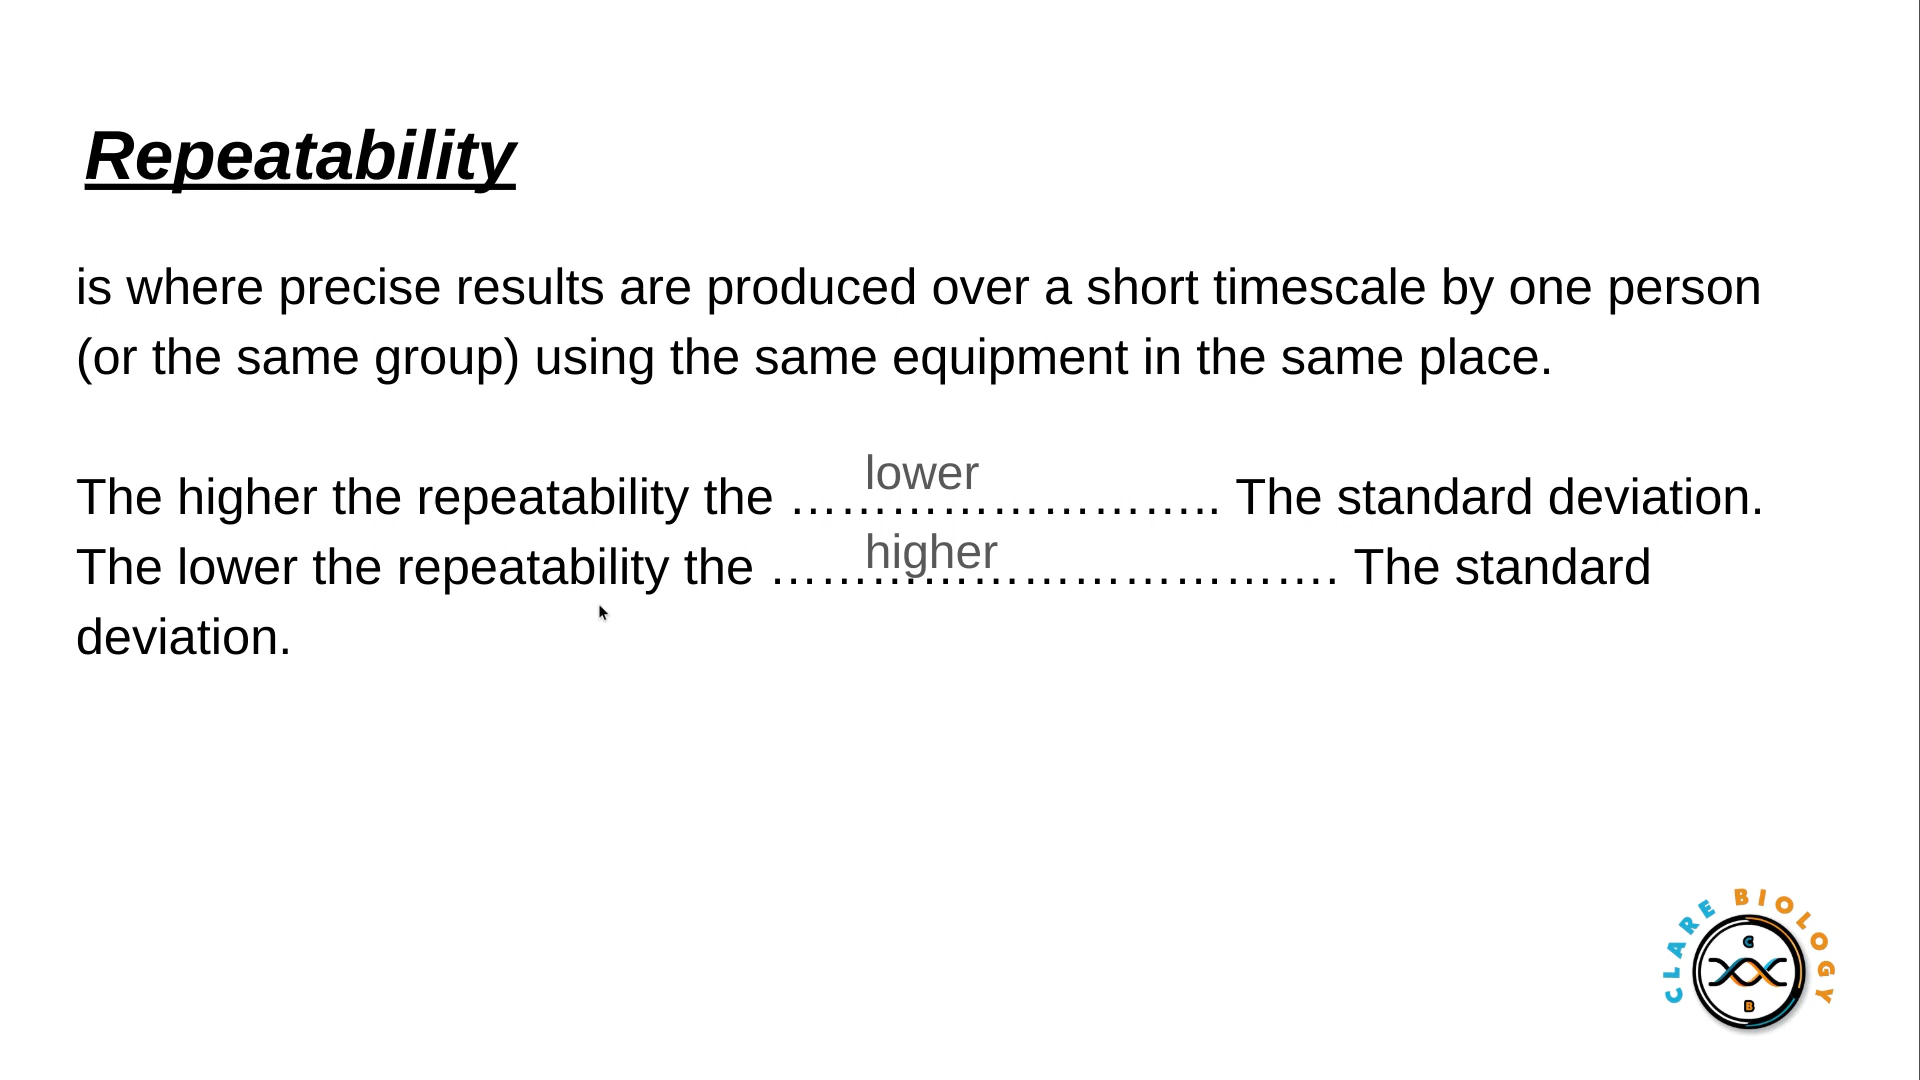 Repeatability
is where precise results are produced over a short timescale by one person
(or the same group) using the same equipment in the same place.
The higher the repeatability the ……lower……………….. The standard deviation.
The lower the repeatability the ……higher……………………. The standard
deviation.
CLARE BIOLOGY
C
B